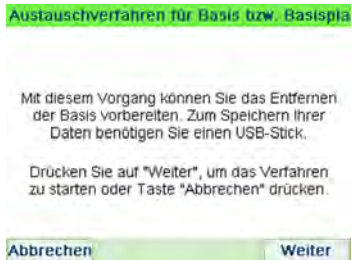 Austauschverfahren für Basis bzw. Basispla
Mit diesem Vorgang können Sie das Entfernen
der Basis vorbereiten. Zum Speichern Ihrer
Daten benötigen Sie einen USB-Stick.
Drücken Sie auf "Weiter", um das Verfahren
zu starten oder Taste "Abbrechen" drücken.
Abbrechen Weiter